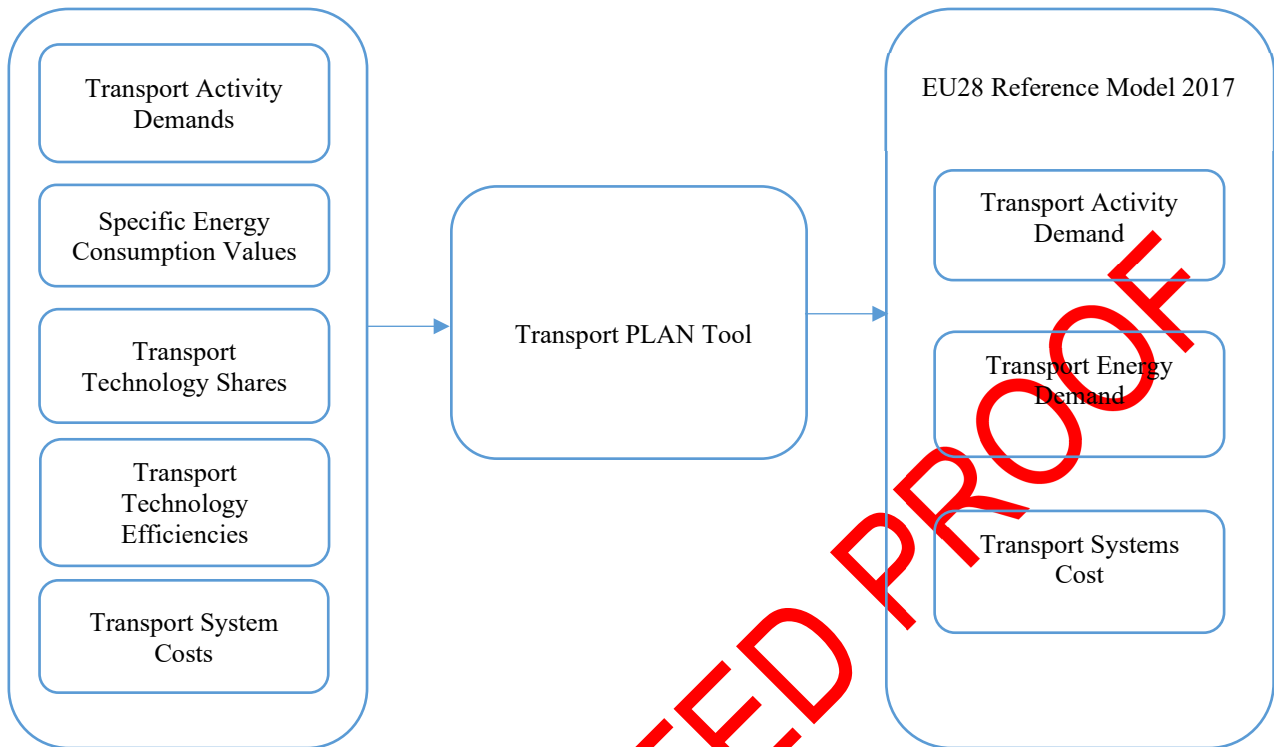 Transport Activity
Demands
Specific Energy
Consumption Values
Transport
Technology Shares
Transport
Technology
Efficiencies
Transport System
Costs
Transport PLAN Tool
EU28 Reference Model 2017
Transport Activity
Demand
Transport Energy
Demand
Transport Systems
Cost
TED PROOF